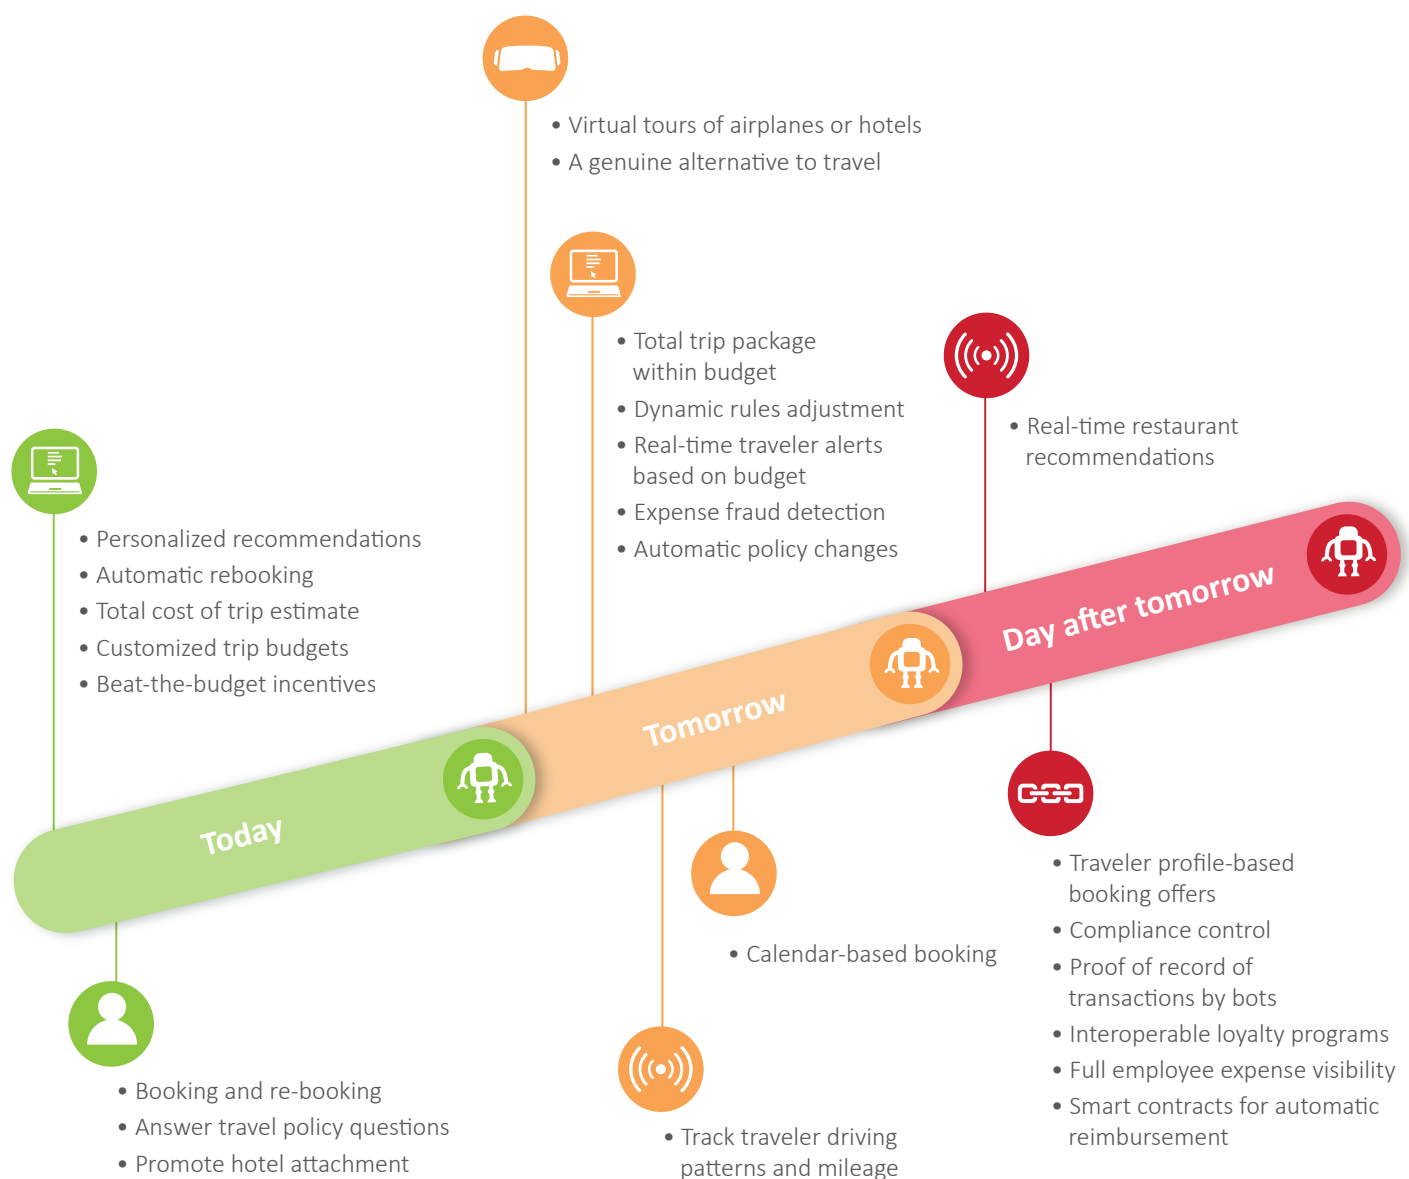 • Virtual tours of airplanes or hotels
• A genuine alternative to travel
• Total trip package
within budget
• Dynamic rules adjustment
• Real-time traveler alerts
based on budget
• Expense fraud detection
• Automatic policy changes
• Real-time restaurant
recommendations
• Personalized recommendations
• Automatic rebooking
• Total cost of trip estimate
• Customized trip budgets
• Beat-the-budget incentives
Today
Tomorrow
Day after tomorrow
• Booking and re-booking
• Answer travel policy questions
• Promote hotel attachment
• Track traveler driving
patterns and mileage
• Calendar-based booking
• Traveler profile-based
booking offers
• Compliance control
• Proof of record of
transactions by bots
• Interoperable loyalty programs
• Full employee expense visibility
• Smart contracts for automatic
reimbursement